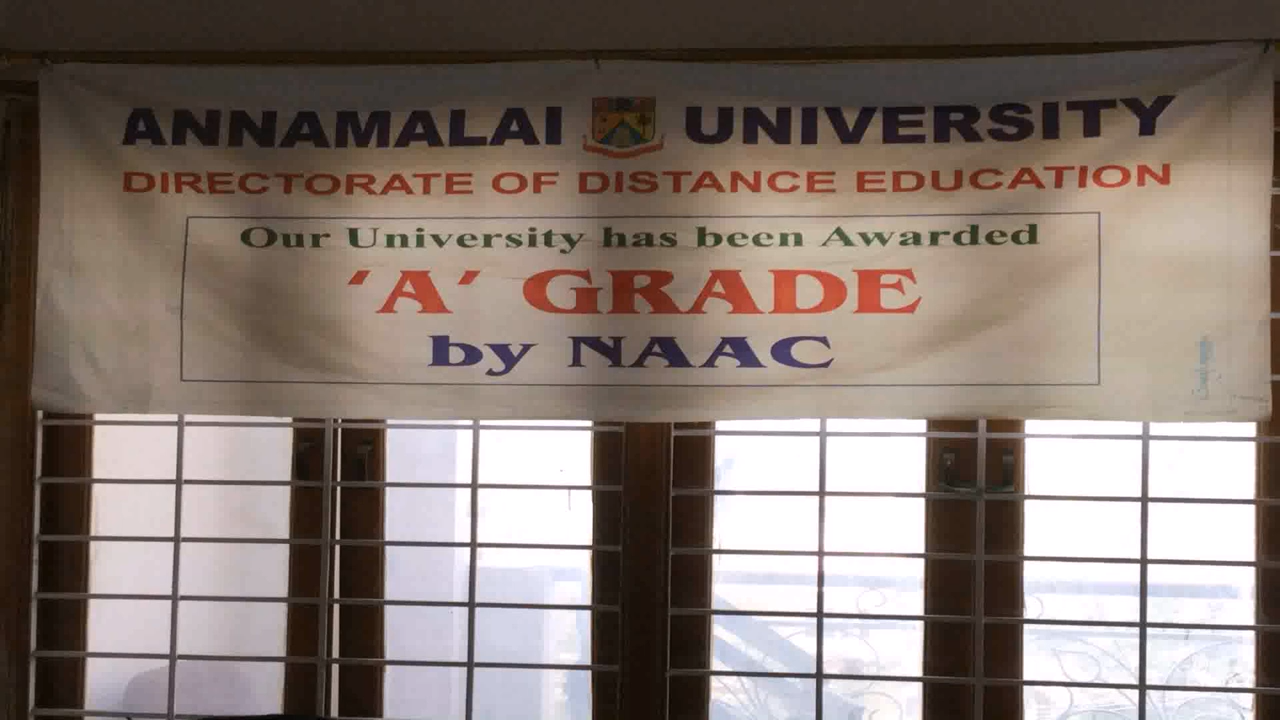 ANNAMALAI UNIVERSITY
DIRECTORATE OF DISTANCE EDUCATION
Our University has been Awarded
'A' GRADE
by NAAC